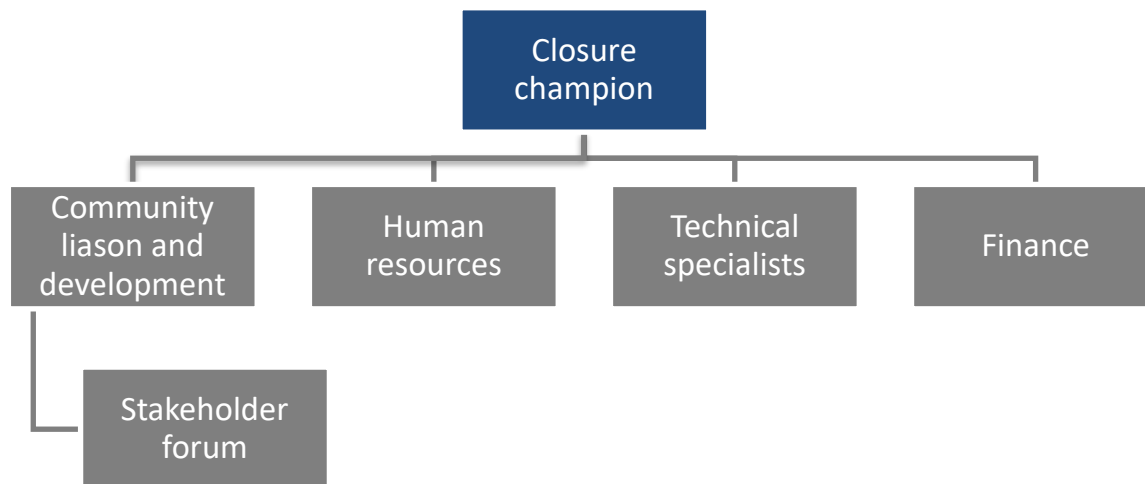 Closure
champion
Community
liason and
development
Human
resources
Technical
specialists
Finance
Stakeholder
forum